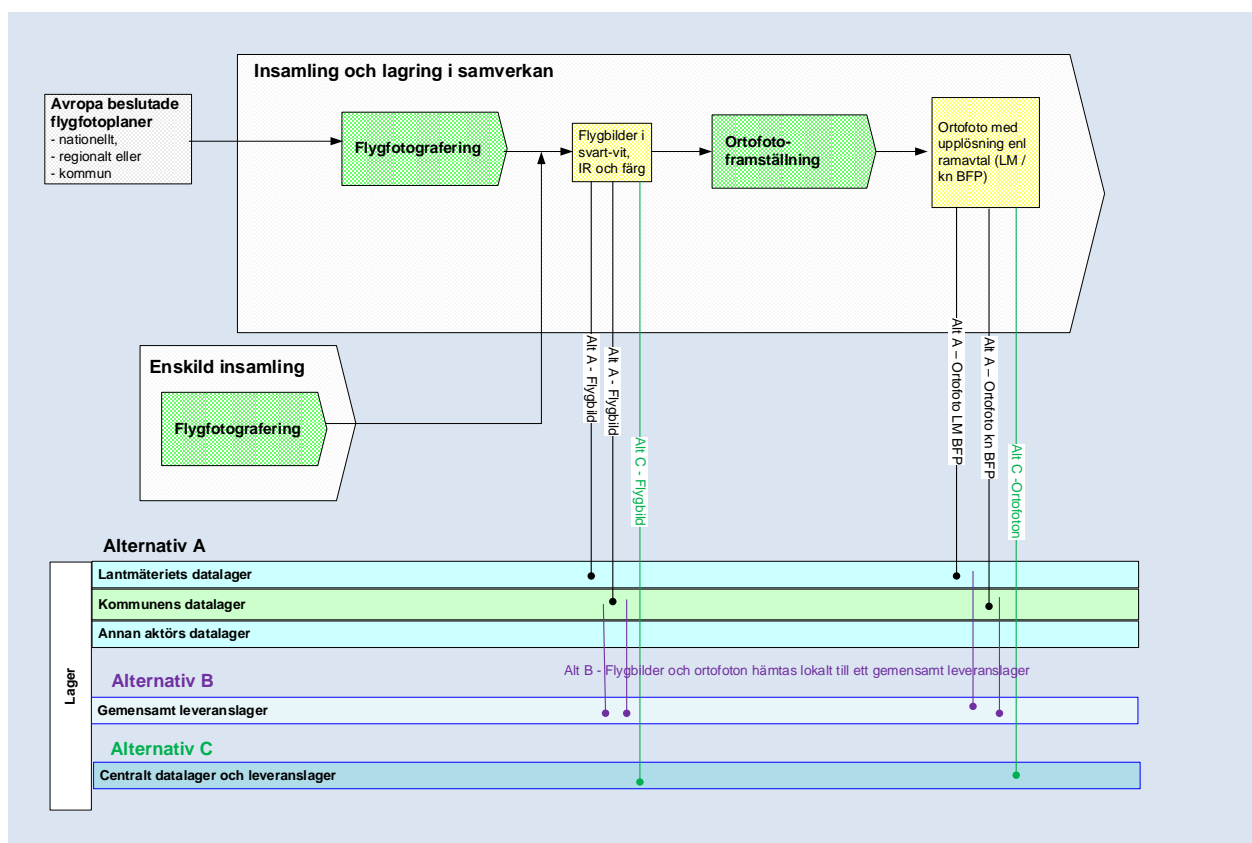 Insamling och lagring i samverkan
Avropa beslutade
flygfotoplaner
- nationellt,
- regionalt eller
- kommun
Flygfotografering
Flygbilder i
svart-vit,
IR och färg
Ortofoto-
framställning
Ortofoto med
upplösning enl
ramavtal (LM /
kn BFP)
Enskild insamling
Flygfotografering
Alt A - Flygbild
Alt A - Flygbild
Alt C - Flygbild
Alt A – Ortofoto LM BFP
Alt A – Ortofoto kn BFP
Alt C -Ortofoton
Alternativ A
Lantmäteriets datalager
Kommunens datalager
Annan aktörs datalager
Lager
Alt B - Flygbilder och ortofoton hämtas lokalt till ett gemensamt leveranslager
Alternativ B
Gemensamt leveranslager
Alternativ C
Centralt datalager och leveranslager